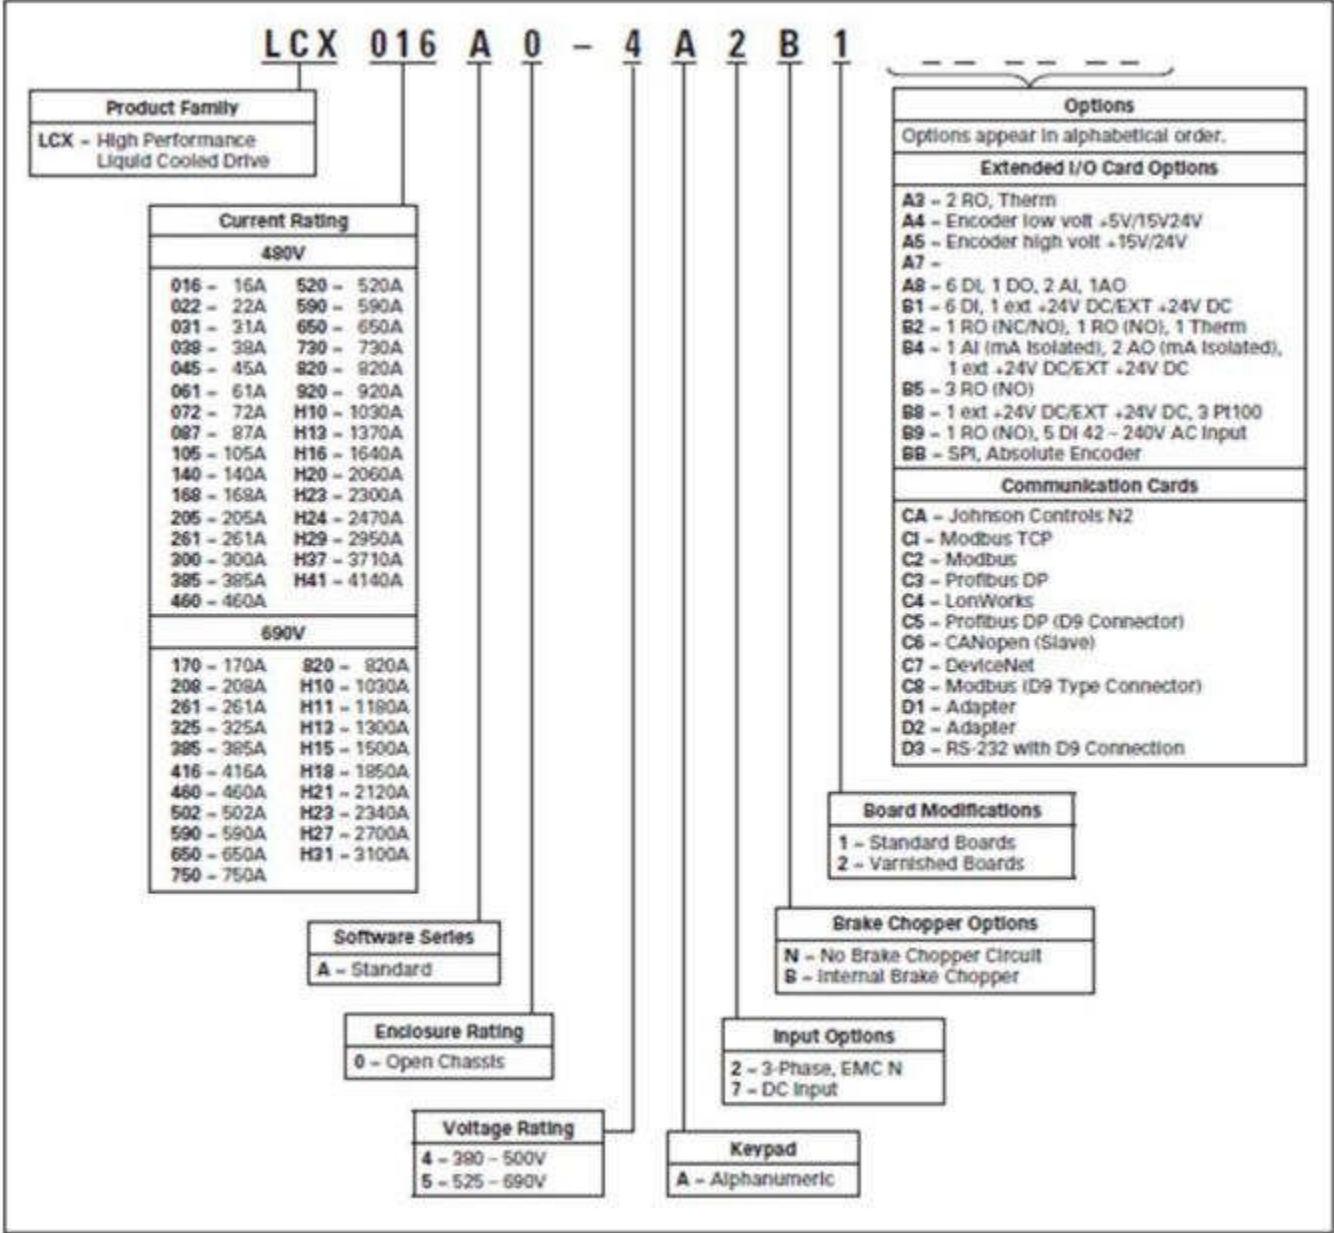 LCX 016 A 0 - 4 A 2 B 1
Product Family
LCX – High Performance
Liquid Cooled Drive
Current Rating
480V
016 – 16A 520 – 520A
022 – 22A 590 – 590A
031 – 31A 650 – 650A
038 – 38A 730 – 730A
045 – 45A 820 – 820A
061 – 61A 920 – 920A
072 – 72A H10 – 1030A
087 – 87A H13 – 1370A
105 – 105A H16 – 1640A
140 – 140A H20 – 2060A
168 – 168A H23 – 2300A
205 – 205A H24 – 2470A
261 – 261A H29 – 2950A
300 – 300A H37 – 3710A
385 – 385A H41 – 4140A
460 – 460A
690V
170 – 170A 820 – 820A
208 – 208A H10 – 1030A
261 – 261A H11 – 1180A
325 – 325A H13 – 1300A
385 – 385A H15 – 1500A
416 – 416A H18 – 1850A
460 – 460A H21 – 2120A
502 – 502A H23 – 2340A
590 – 590A H27 – 2700A
650 – 650A H31 – 3100A
750 – 750A
Software Series
A – Standard
Enclosure Rating
0 – Open Chassis
Voltage Rating
4 – 380 – 500V
5 – 525 – 690V
Keypad
A – Alphanumeric
Input Options
2 – 3-Phase, EMC N
7 – DC Input
Brake Chopper Options
N – No Brake Chopper Circuit
B – Internal Brake Chopper
Board Modifications
1 – Standard Boards
2 – Varnished Boards
Options
Options appear in alphabetical order.
Extended I/O Card Options
A3 – 2 RO, Therm
A4 – Encoder low volt +5V/15V24V
A5 – Encoder high volt +15V/24V
A7 –
A8 – 6 DI, 1 DO, 2 AI, 1AO
B1 – 6 DI, 1 ext +24V DC/EXT +24V DC
B2 – 1 RO (NC/NO), 1 RO (NO), 1 Therm
B4 – 1 AI (mA Isolated), 2 AO (mA Isolated),
1 ext +24V DC/EXT +24V DC
B5 – 3 RO (NO)
B8 – 1 ext +24V DC/EXT +24V DC, 3 Pt100
B9 – 1 RO (NO), 5 DI 42 – 240V AC Input
BB – SPI, Absolute Encoder
Communication Cards
CA – Johnson Controls N2
CI – Modbus TCP
C2 – Modbus
C3 – Profibus DP
C4 – LonWorks
C5 – Profibus DP (D9 Connector)
C6 – CANopen (Slave)
C7 – DeviceNet
C8 – Modbus (D9 Type Connector)
D1 – Adapter
D2 – Adapter
D3 – RS-232 with D9 Connection